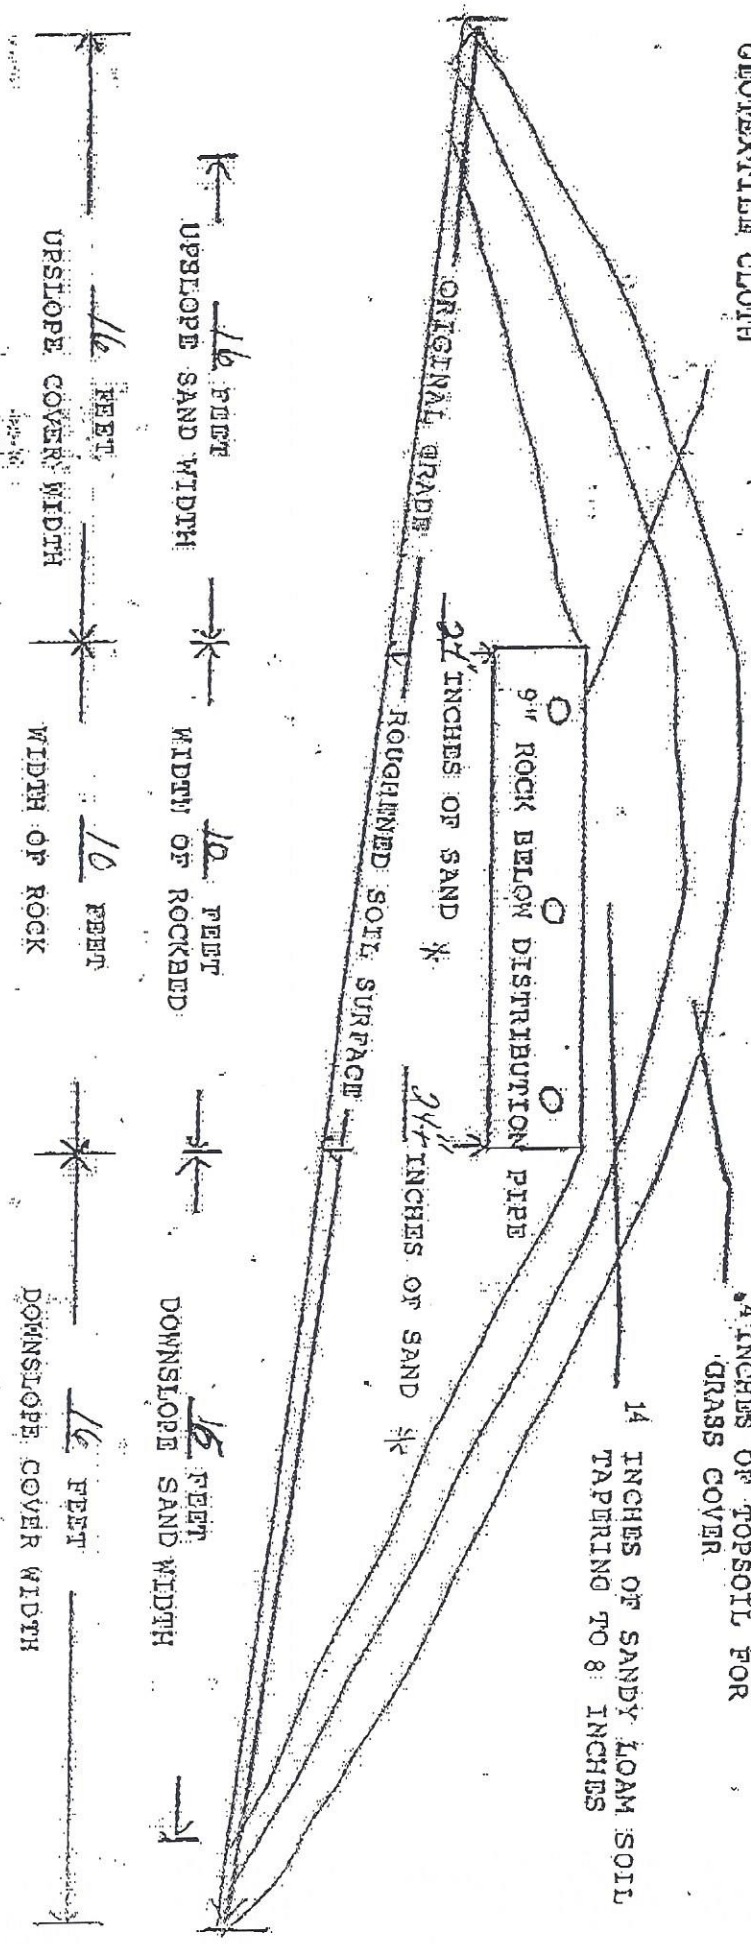 GEOTEXTILE CLOTH
4 INCHES OF TOPSOIL FOR
GRASS COVER
14 INCHES OF SANDY LOAM SOIL
TAPERING TO 8 INCHES
9" ROCK BELOW DISTRIBUTION PIPE
24" INCHES OF SAND *
24+" INCHES OF SAND *
ORIGINAL GRADE
ROUGHENED SOIL SURFACE
16 FEET
UPSLOPE SAND WIDTH
10 FEET
WIDTH OF ROCKBED
FEET
DOWNSLOPE SAND WIDTH
16 FEET
UPSLOPE COVER WIDTH
10 FEET
WIDTH OF ROCK
16 FEET
DOWNSLOPE COVER WIDTH